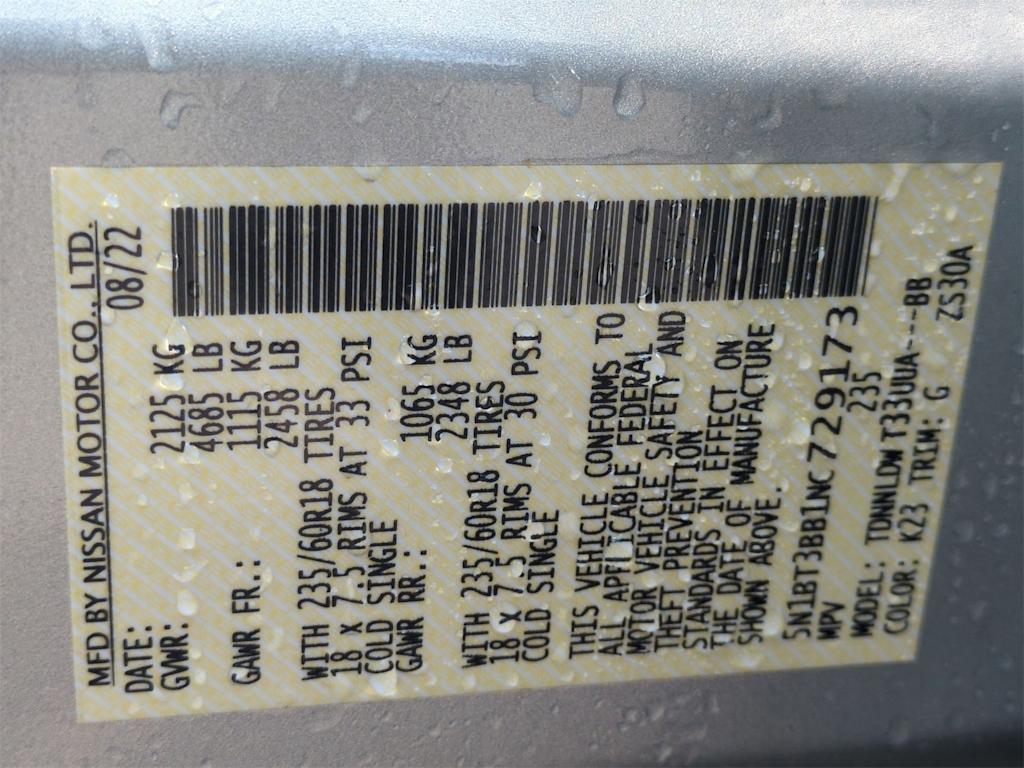 MFD BY NISSAN MOTOR CO., LTD.
DATE: 08/22
GVWR: 2125 KG
4685 LB
GAWR FR.: 1115 KG
2458 LB
WITH 235/60R18 TIRES
18 x 7.5 RIMS AT 33 PSI
COLD SINGLE
GAWR RR.: 1065 KG
2348 LB
WITH 235/60R18 TIRES
18 x 7.5 RIMS AT 30 PSI
COLD SINGLE
THIS VEHICLE CONFORMS TO
ALL APPLICABLE FEDERAL
MOTOR VEHICLE SAFETY AND
THEFT PREVENTION
STANDARDS IN EFFECT ON
THE DATE OF MANUFACTURE
SHOWN ABOVE.
5N1BT3BB1NC729173
MPV 235
MODEL: TDNNLDWT33UUA---BB
COLOR: K23 TRIM: G ZS30A